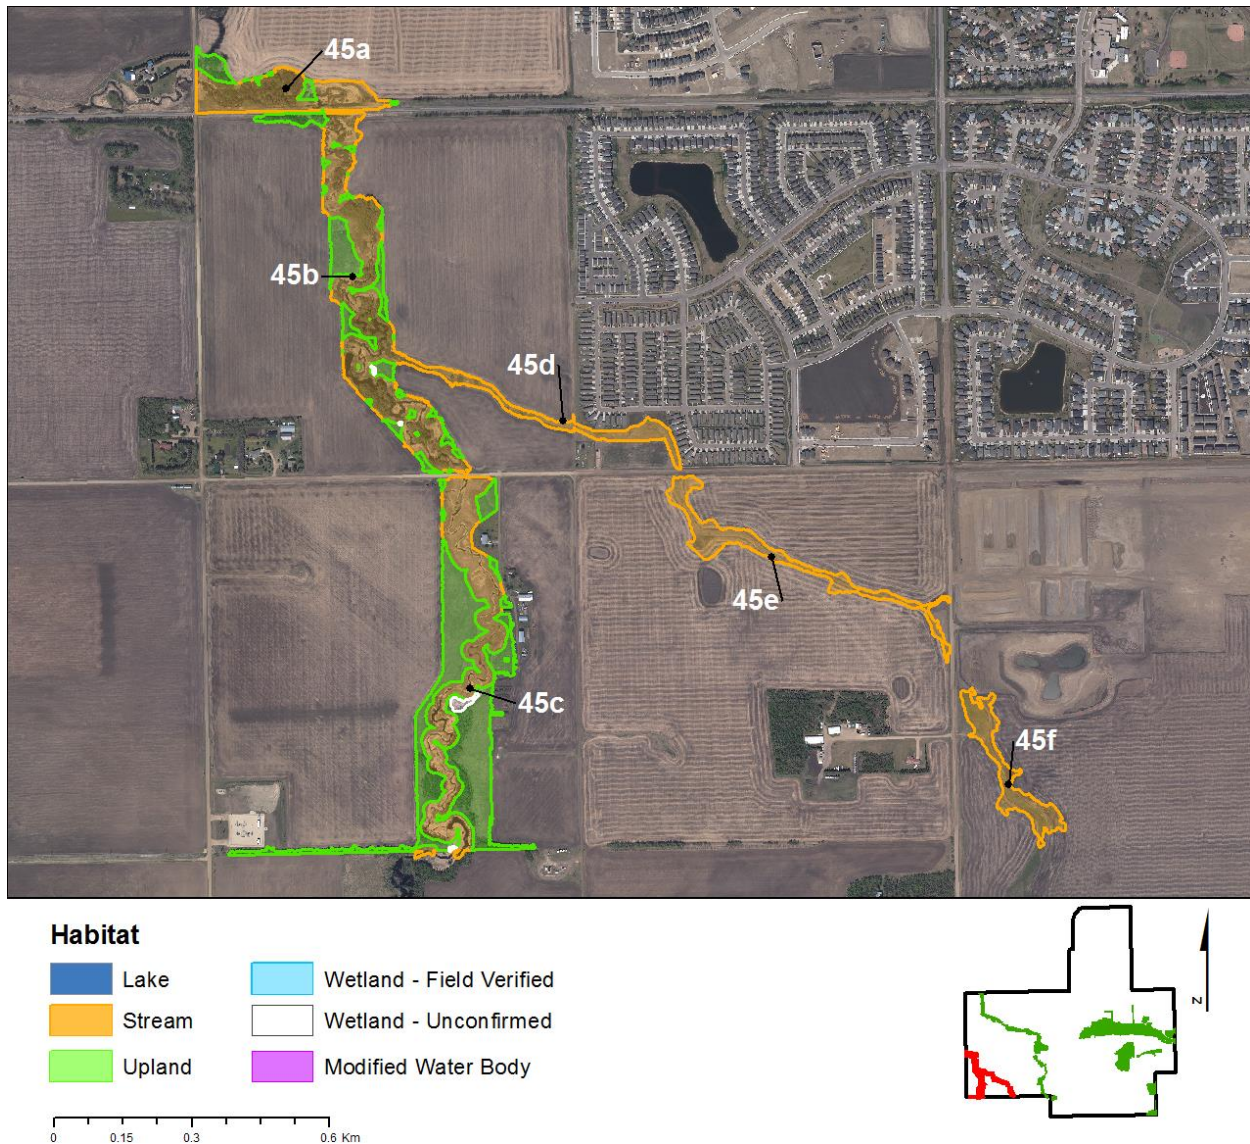 45a
45b
45d
45e
45c
45f
Habitat
Lake
Stream
Upland
Wetland - Field Verified
Wetland - Unconfirmed
Modified Water Body
N
0 0.15 0.3 0.6 Km